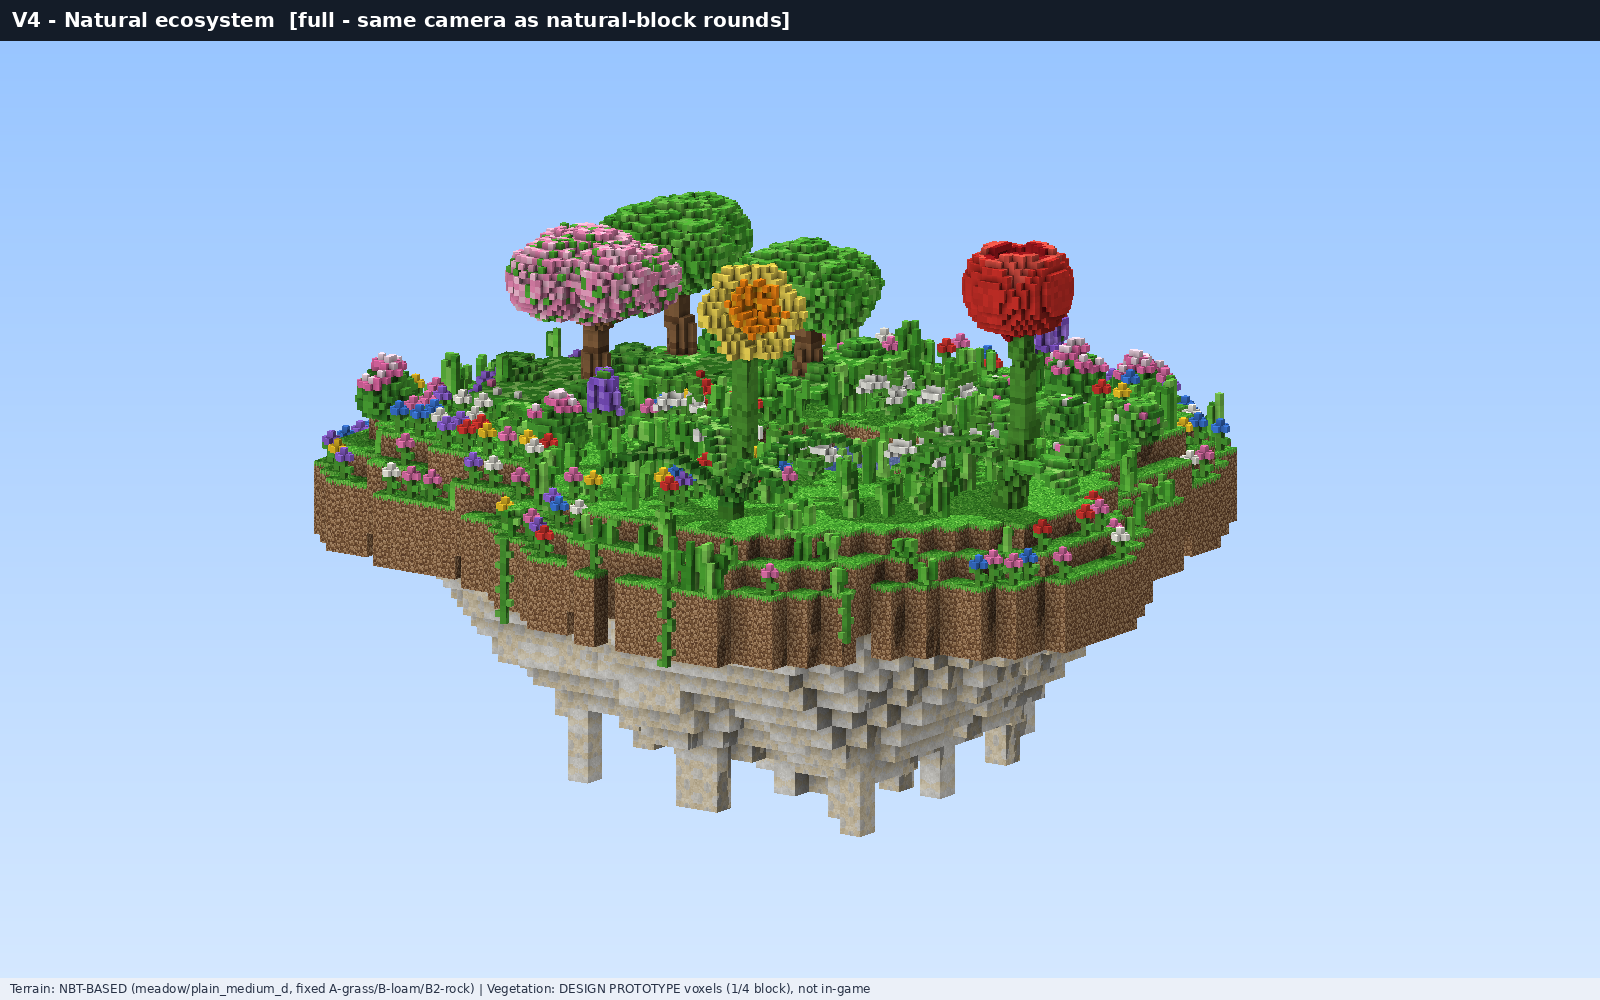 V4 - Natural ecosystem [full - same camera as natural-block rounds]
Terrain: NBT-BASED (meadow/plain_medium_d, fixed A-grass/B-loam/B2-rock) | Vegetation: DESIGN PROTOTYPE voxels (1/4 block), not in-game